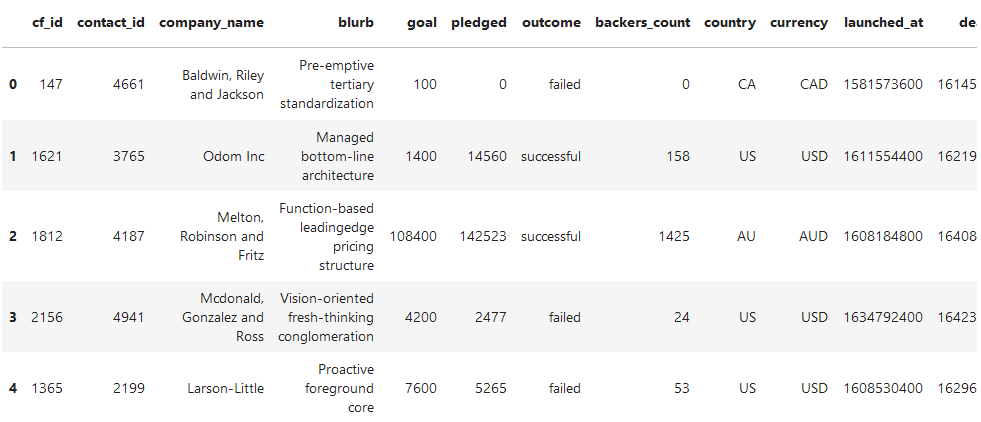 cf_id contact_id company_name blurb goal pledged outcome backers_count country currency launched_at dea
0 147 4661 Baldwin, Riley and Jackson Pre-emptive tertiary standardization 100 0 failed 0 CA CAD 1581573600 16145
1 1621 3765 Odom Inc Managed bottom-line architecture 1400 14560 successful 158 US USD 1611554400 16219
2 1812 4187 Melton, Robinson and Fritz Function-based leadingedge pricing structure 108400 142523 successful 1425 AU AUD 1608184800 16408
3 2156 4941 Mcdonald, Gonzalez and Ross Vision-oriented fresh-thinking conglomeration 4200 2477 failed 24 US USD 1634792400 16423
4 1365 2199 Larson-Little Proactive foreground core 7600 5265 failed 53 US USD 1608530400 16296